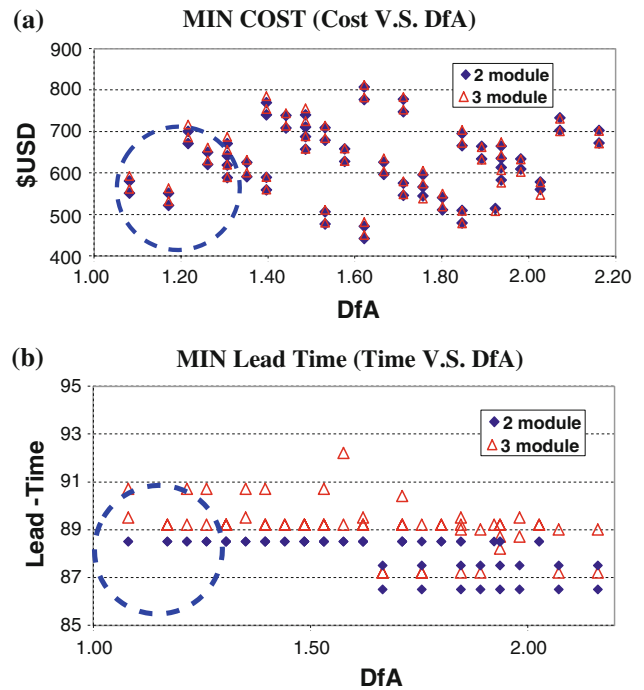 (a) MIN COST (Cost V.S. DfA)
900
800
700
600
500
400
$USD
2 module
3 module
1.00 1.20 1.40 1.60 1.80 2.00 2.20
DfA
(b) MIN Lead Time (Time V.S. DfA)
95
93
91
89
87
85
Lead -Time
2 module
3 module
1.00 1.50 2.00
DfA